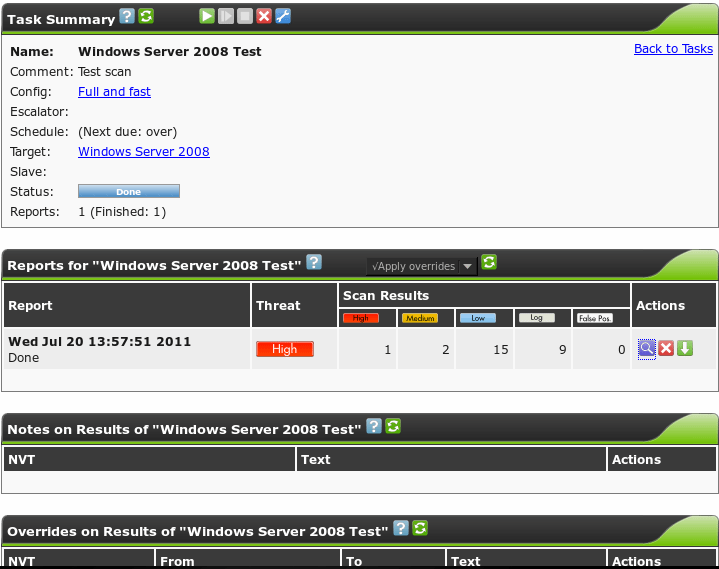 Task Summary
Name: Windows Server 2008 Test
Back to Tasks
Comment: Test scan
Config: Full and fast
Escalator:
Schedule: (Next due: over)
Target: Windows Server 2008
Slave:
Status: Done
Reports: 1 (Finished: 1)
Reports for "Windows Server 2008 Test"
√Apply overrides
Report Threat Scan Results Actions
High Medium Low Log False Pos.
Wed Jul 20 13:57:51 2011
Done
High 1 2 15 9 0
Notes on Results of "Windows Server 2008 Test"
NVT Text Actions
Overrides on Results of "Windows Server 2008 Test"
NVT From To Text Actions